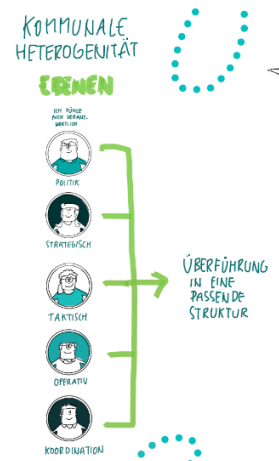 KOMMUNALE
HETEROGENITÄT
EBENEN
ICH FÜHLE
MICH VERANT-
WORTLICH
POLITIK
STRATEGISCH
TAKTISCH
OPERATIV
KOORDINATION
ÜBERFÜHRUNG
IN EINE
PASSENDE
STRUKTUR